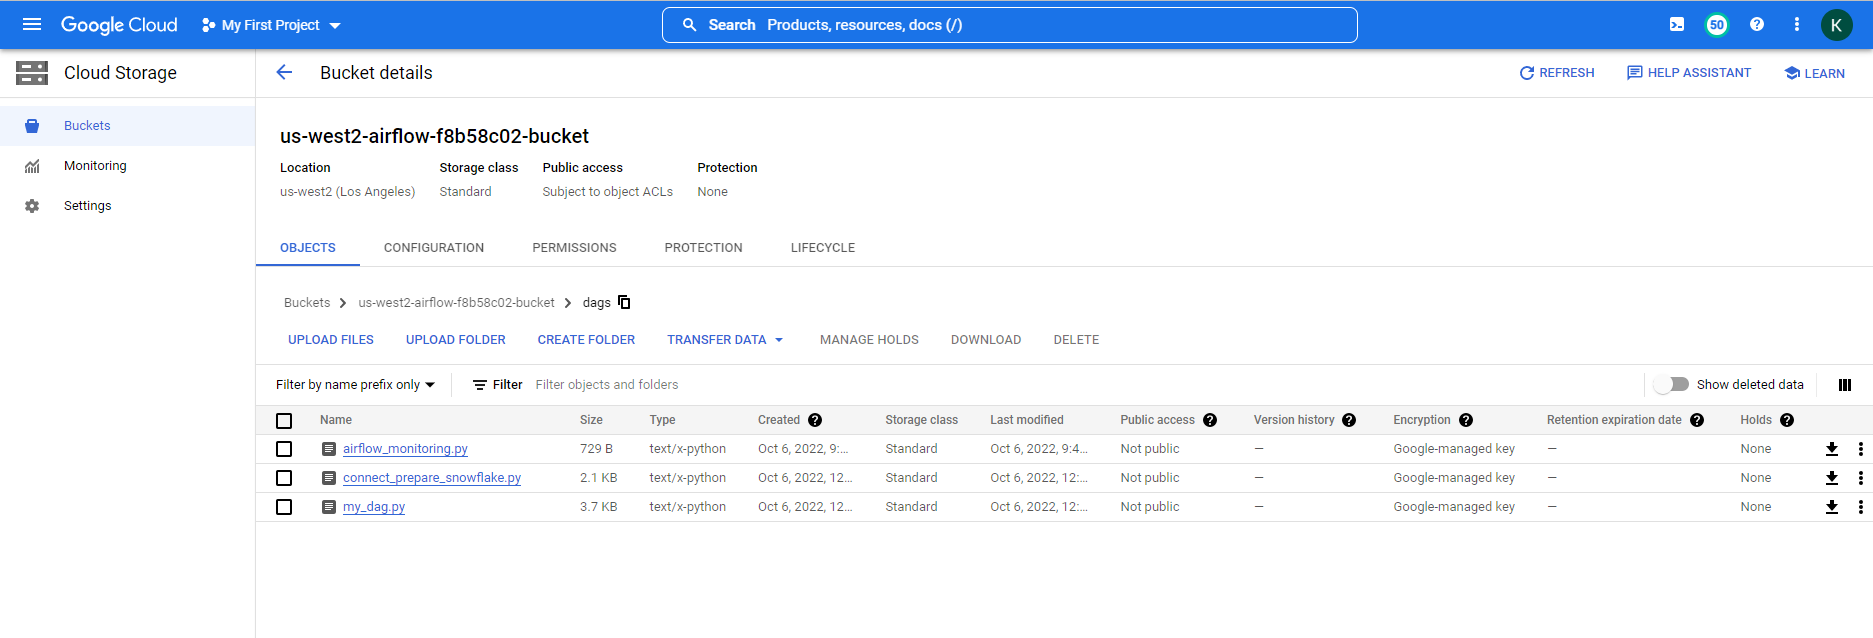 Google Cloud My First Project Search Products, resources, docs (/) 50 K
Cloud Storage Bucket details REFRESH HELP ASSISTANT LEARN
Buckets
Monitoring
Settings
us-west2-airflow-f8b58c02-bucket
Location Storage class Public access Protection
us-west2 (Los Angeles) Standard Subject to object ACLs None
OBJECTS CONFIGURATION PERMISSIONS PROTECTION LIFECYCLE
Buckets > us-west2-airflow-f8b58c02-bucket > dags
UPLOAD FILES UPLOAD FOLDER CREATE FOLDER TRANSFER DATA MANAGE HOLDS DOWNLOAD DELETE
Filter by name prefix only Filter Filter objects and folders Show deleted data
Name Size Type Created Storage class Last modified Public access Version history Encryption Retention expiration date Holds
airflow_monitoring.py 729 B text/x-python Oct 6, 2022, 9:... Standard Oct 6, 2022, 9:4... Not public — Google-managed key — None
connect_prepare_snowflake.py 2.1 KB text/x-python Oct 6, 2022, 12... Standard Oct 6, 2022, 12:... Not public — Google-managed key — None
my_dag.py 3.7 KB text/x-python Oct 6, 2022, 12... Standard Oct 6, 2022, 12:... Not public — Google-managed key — None